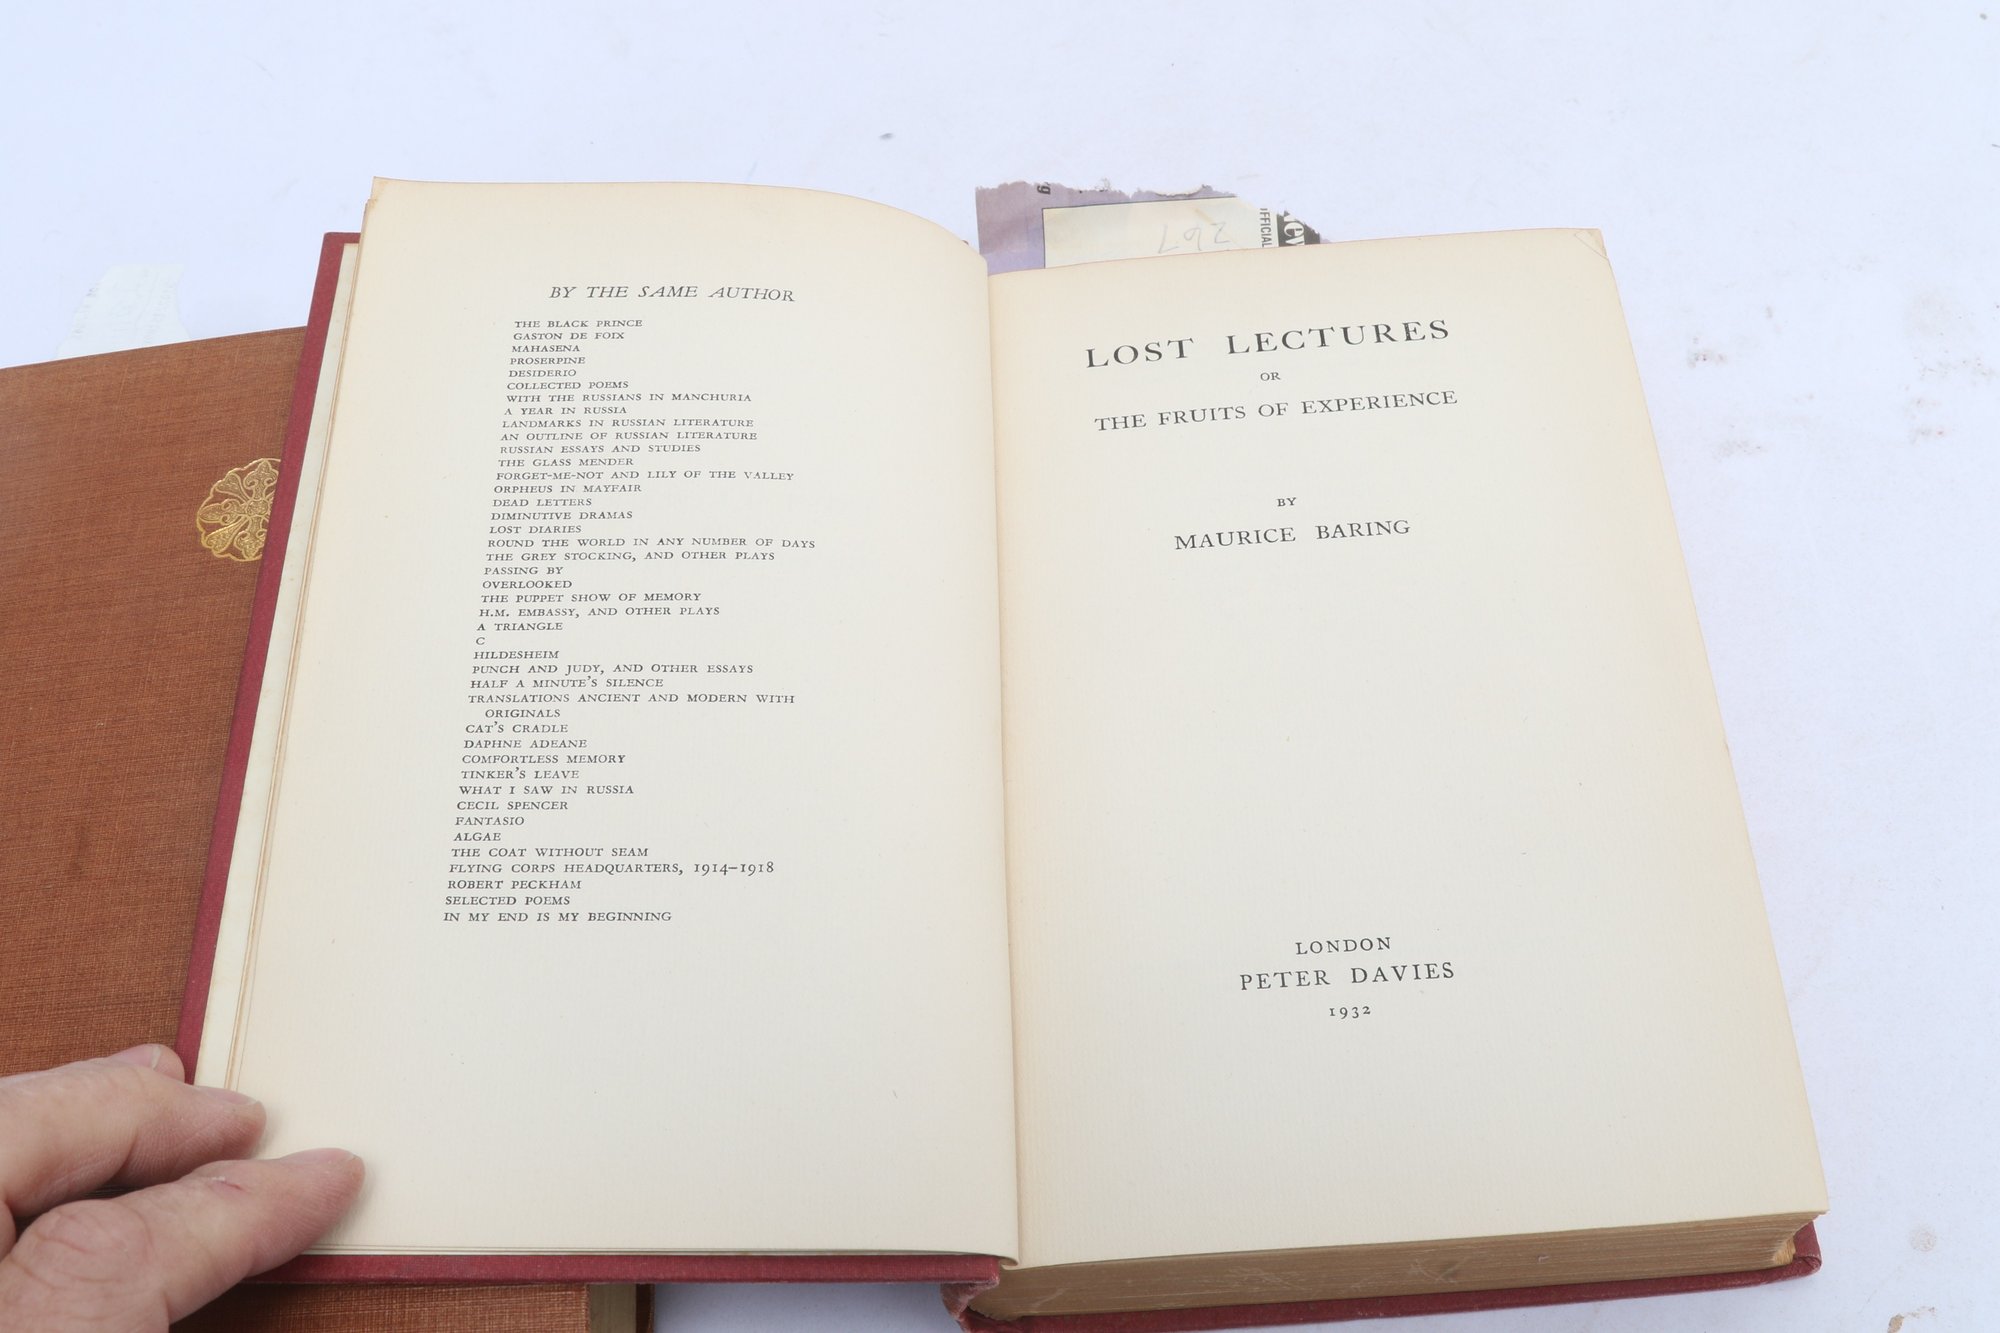 BY THE SAME AUTHOR
THE BLACK PRINCE
GASTON DE FOIX
MAHASENA
PROSERPINE
DESIDERIO
COLLECTED POEMS
WITH THE RUSSIANS IN MANCHURIA
A YEAR IN RUSSIA
LANDMARKS IN RUSSIAN LITERATURE
AN OUTLINE OF RUSSIAN LITERATURE
RUSSIAN ESSAYS AND STUDIES
THE GLASS MENDER
FORGET-ME-NOT AND LILY OF THE VALLEY
ORPHEUS IN MAYFAIR
DEAD LETTERS
DIMINUTIVE DRAMAS
LOST DIARIES
ROUND THE WORLD IN ANY NUMBER OF DAYS
THE GREY STOCKING, AND OTHER PLAYS
PASSING BY
OVERLOOKED
THE PUPPET SHOW OF MEMORY
H.M. EMBASSY, AND OTHER PLAYS
A TRIANGLE
C
HILDESHEIM
PUNCH AND JUDY, AND OTHER ESSAYS
HALF A MINUTE'S SILENCE
TRANSLATIONS ANCIENT AND MODERN WITH
ORIGINALS
CAT'S CRADLE
DAPHNE ADEANE
COMFORTLESS MEMORY
TINKER'S LEAVE
WHAT I SAW IN RUSSIA
CECIL SPENCER
FANTASIO
ALGAE
THE COAT WITHOUT SEAM
FLYING CORPS HEADQUARTERS, 1914–1918
ROBERT PECKHAM
SELECTED POEMS
IN MY END IS MY BEGINNING
267
LOST LECTURES
OR
THE FRUITS OF EXPERIENCE
BY
MAURICE BARING
LONDON
PETER DAVIES
1932